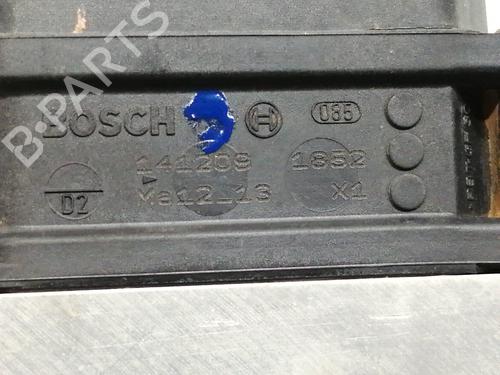 B-PARTS
BOSCH
085
141209 1852
D2 Ma12_13 X1